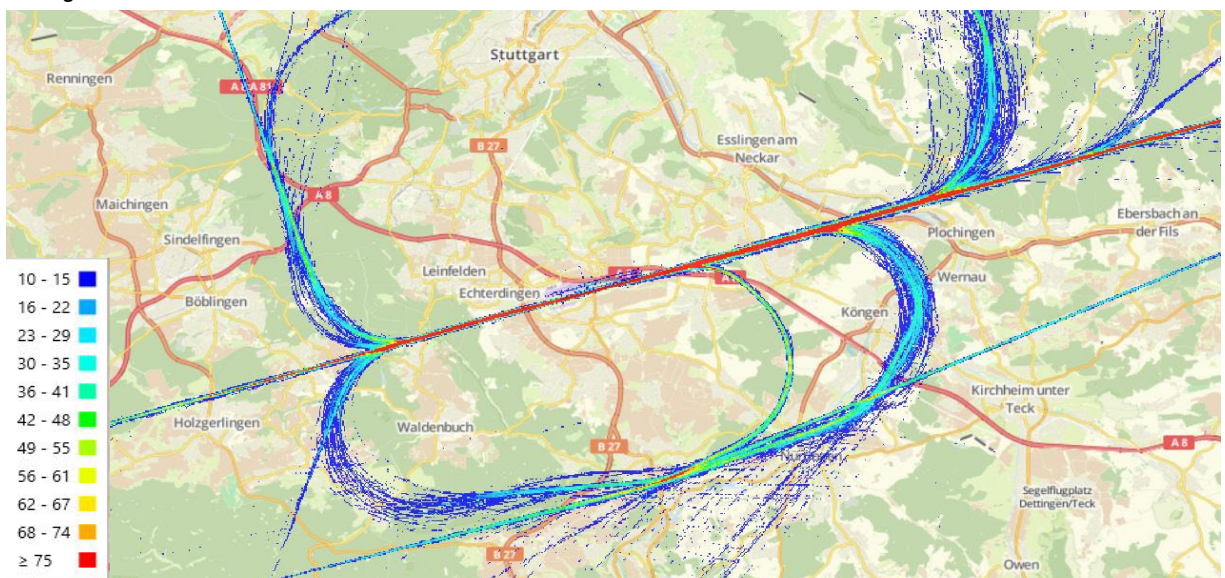 Stuttgart
Renningen
A 81
B 27
Esslingen am
Neckar
A 8
Maichingen
Sindelfingen
Plochingen
Ebersbach an
der Fils
Leinfelden
Echterdingen
Wernau
Böblingen
Köngen
Kirchheim unter
Teck
Holzgerlingen
Waldenbuch
B 27
A 8
Segelflugplatz
Dettingen/Teck
B 27
Owen
10 - 15
16 - 22
23 - 29
30 - 35
36 - 41
42 - 48
49 - 55
56 - 61
62 - 67
68 - 74
≥ 75